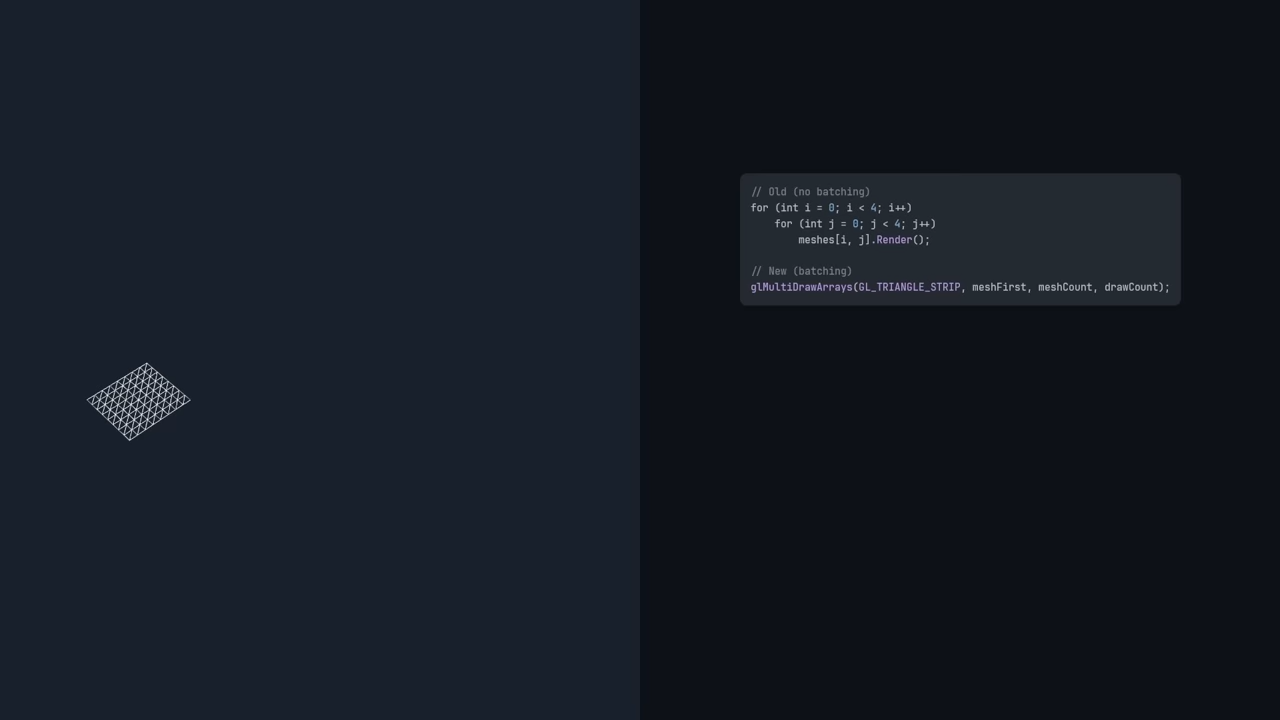 // Old (no batching)
for (int i = 0; i < 4; i++)
    for (int j = 0; j < 4; j++)
        meshes[i, j].Render();

// New (batching)
glMultiDrawArrays(GL_TRIANGLE_STRIP, meshFirst, meshCount, drawCount);